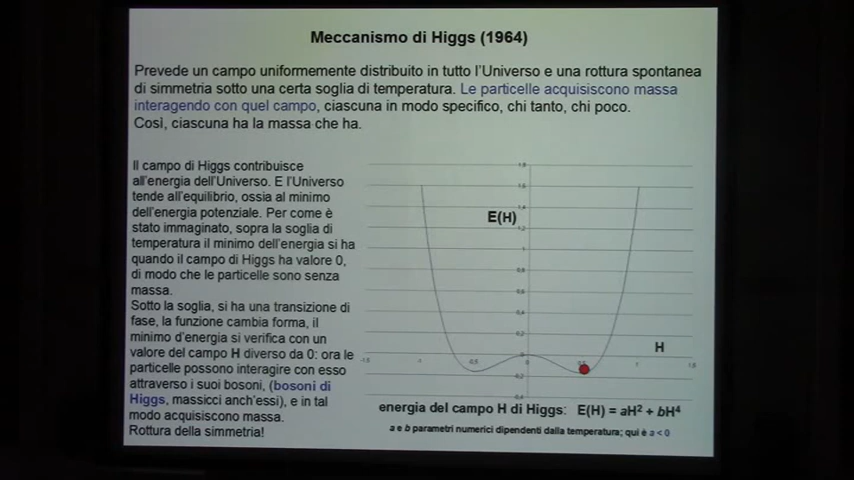 Meccanismo di Higgs (1964)
Prevede un campo uniformemente distribuito in tutto l'Universo e una rottura spontanea
di simmetria sotto una certa soglia di temperatura. Le particelle acquisiscono massa
interagendo con quel campo, ciascuna in modo specifico, chi tanto, chi poco.
Così, ciascuna ha la massa che ha.
Il campo di Higgs contribuisce
all'energia dell'Universo. E l'Universo
tende all'equilibrio, ossia al minimo
dell'energia potenziale. Per come è
stato immaginato, sopra la soglia di
temperatura il minimo dell'energia si ha
quando il campo di Higgs ha valore 0,
di modo che le particelle sono senza
massa.
Sotto la soglia, si ha una transizione di
fase, la funzione cambia forma, il
minimo d'energia si verifica con un
valore del campo H diverso da 0: ora le
particelle possono interagire con esso
attraverso i suoi bosoni, (bosoni di
Higgs, massicci anch'essi), e in tal
modo acquisiscono massa.
Rottura della simmetria!
E(H)
H
energia del campo H di Higgs: E(H) = aH² + bH⁴
a e b parametri numerici dipendenti dalla temperatura; qui è a < 0